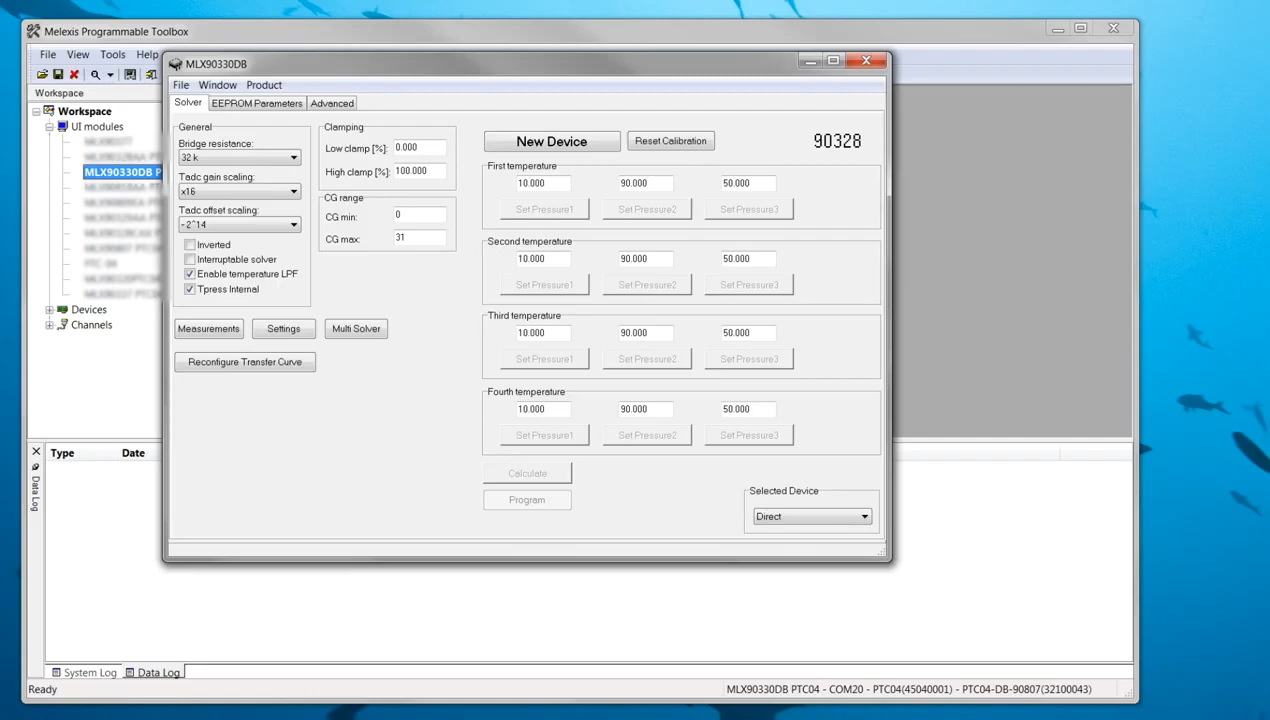 Melexis Programmable Toolbox
File View Tools Help
Workspace
Workspace
UI modules
MLX90330DB P
Devices
Channels
MLX90330DB
File Window Product
Solver EEPROM Parameters Advanced
General
Bridge resistance:
32 k
Tadc gain scaling:
x16
Tadc offset scaling:
- 2^14
Inverted
Interruptable solver
Enable temperature LPF
Tpress Internal
Clamping
Low clamp [%]: 0.000
High clamp [%]: 100.000
CG range
CG min: 0
CG max: 31
Measurements Settings Multi Solver
Reconfigure Transfer Curve
New Device Reset Calibration 90328
First temperature
10.000 90.000 50.000
Set Pressure1 Set Pressure2 Set Pressure3
Second temperature
10.000 90.000 50.000
Set Pressure1 Set Pressure2 Set Pressure3
Third temperature
10.000 90.000 50.000
Set Pressure1 Set Pressure2 Set Pressure3
Fourth temperature
10.000 90.000 50.000
Set Pressure1 Set Pressure2 Set Pressure3
Calculate
Program
Selected Device
Direct
Type Date
Data Log
System Log Data Log
Ready MLX90330DB PTC04 - COM20 - PTC04(45040001) - PTC04-DB-90807(32100043)